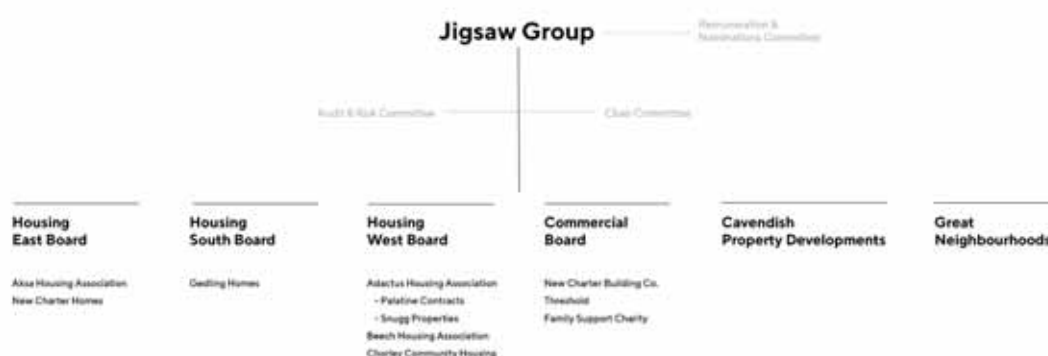 Jigsaw Group
Remuneration &
Nominations Committee
Audit & Risk Committee
Chair Committee
Housing
East Board
Aksa Housing Association
New Charter Homes
Housing
South Board
Gedling Homes
Housing
West Board
Adactus Housing Association
- Palatine Contracts
- Snugg Properties
Beech Housing Association
Chorley Community Housing
Commercial
Board
New Charter Building Co.
Threshold
Family Support Charity
Cavendish
Property Developments
Great
Neighbourhoods